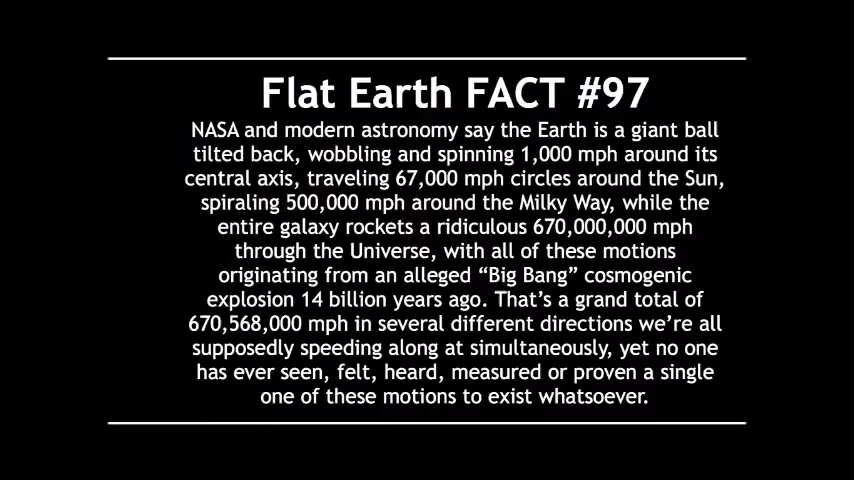 Flat Earth FACT #97
NASA and modern astronomy say the Earth is a giant ball
tilted back, wobbling and spinning 1,000 mph around its
central axis, traveling 67,000 mph circles around the Sun,
spiraling 500,000 mph around the Milky Way, while the
entire galaxy rockets a ridiculous 670,000,000 mph
through the Universe, with all of these motions
originating from an alleged “Big Bang” cosmogenic
explosion 14 billion years ago. That’s a grand total of
670,568,000 mph in several different directions we’re all
supposedly speeding along at simultaneously, yet no one
has ever seen, felt, heard, measured or proven a single
one of these motions to exist whatsoever.